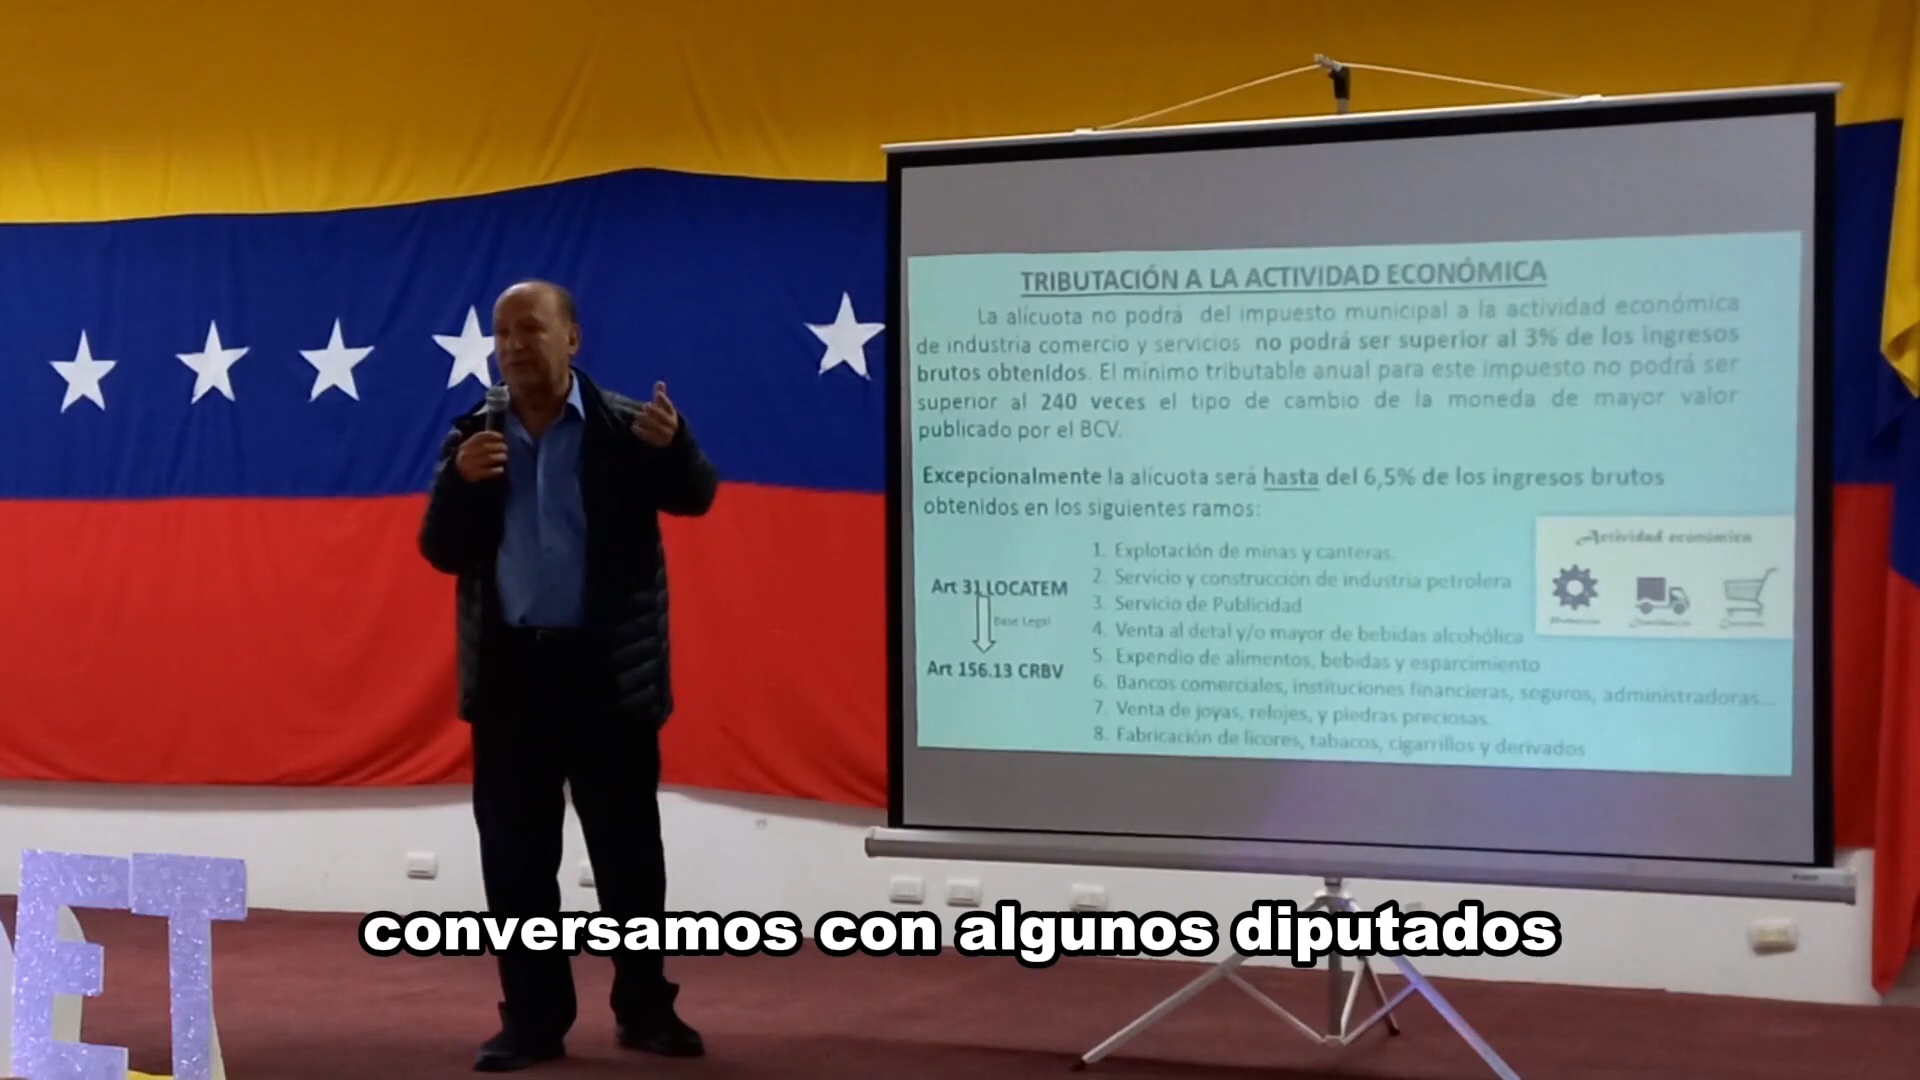 TRIBUTACIÓN A LA ACTIVIDAD ECONÓMICA
La alícuota no podrá del impuesto municipal a la actividad económica
de industria comercio y servicios no podrá ser superior al 3% de los ingresos
brutos obtenidos. El mínimo tributable anual para este impuesto no podrá ser
superior al 240 veces el tipo de cambio de la moneda de mayor valor
publicado por el BCV.
Excepcionalmente la alícuota será hasta del 6,5% de los ingresos brutos
obtenidos en los siguientes ramos:
Actividad económica
1. Explotación de minas y canteras.
2. Servicio y construcción de industria petrolera
3. Servicio de Publicidad
4. Venta al detal y/o mayor de bebidas alcohólica
5. Expendio de alimentos, bebidas y esparcimiento
6. Bancos comerciales, instituciones financieras, seguros, administradoras...
7. Venta de joyas, relojes, y piedras preciosas.
8. Fabricación de licores, tabacos, cigarrillos y derivados
Art 31 LOCATEM
Base Legal
Art 156.13 CRBV
ET
conversamos con algunos diputados